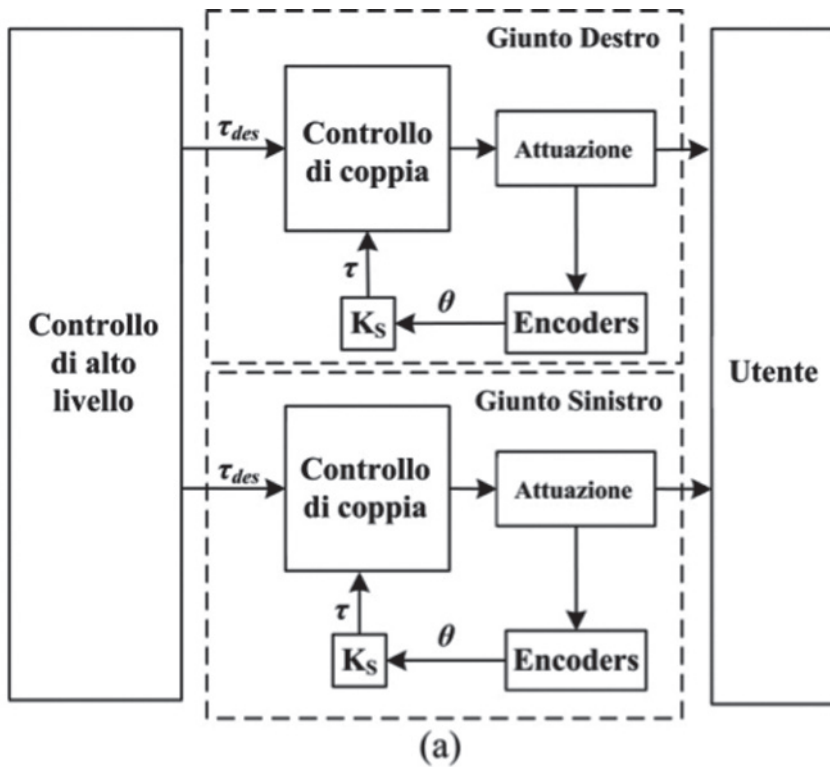 Controllo
di alto
livello
Giunto Destro
τdes
Controllo
di coppia
Attuazione
τ
θ
KS
Encoders
Giunto Sinistro
τdes
Controllo
di coppia
Attuazione
τ
θ
KS
Encoders
Utente
(a)